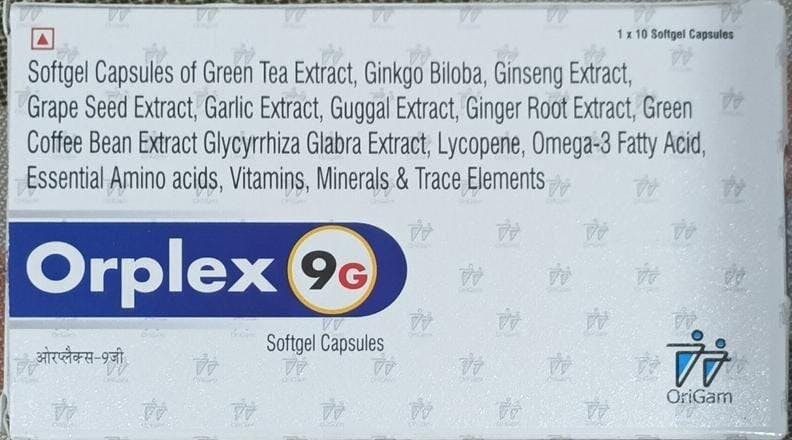 1 x 10 Softgel Capsules
Softgel Capsules of Green Tea Extract, Ginkgo Biloba, Ginseng Extract,
Grape Seed Extract, Garlic Extract, Guggal Extract, Ginger Root Extract, Green
Coffee Bean Extract Glycyrrhiza Glabra Extract, Lycopene, Omega-3 Fatty Acid,
Essential Amino acids, Vitamins, Minerals & Trace Elements
Orplex 9G
Softgel Capsules
ओरप्लैक्स-9जी
OriGam